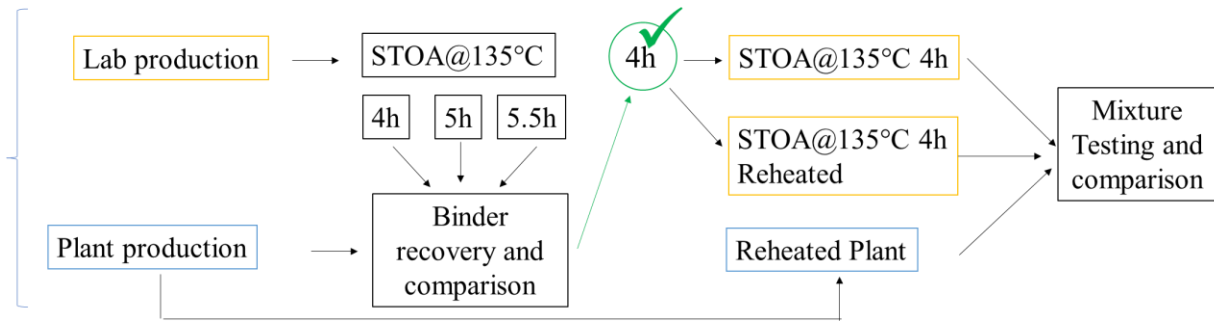 Lab production
STOA@135°C
4h
5h
5.5h
Plant production
Binder
recovery and
comparison
4h
STOA@135°C 4h
STOA@135°C 4h
Reheated
Reheated Plant
Mixture
Testing and
comparison